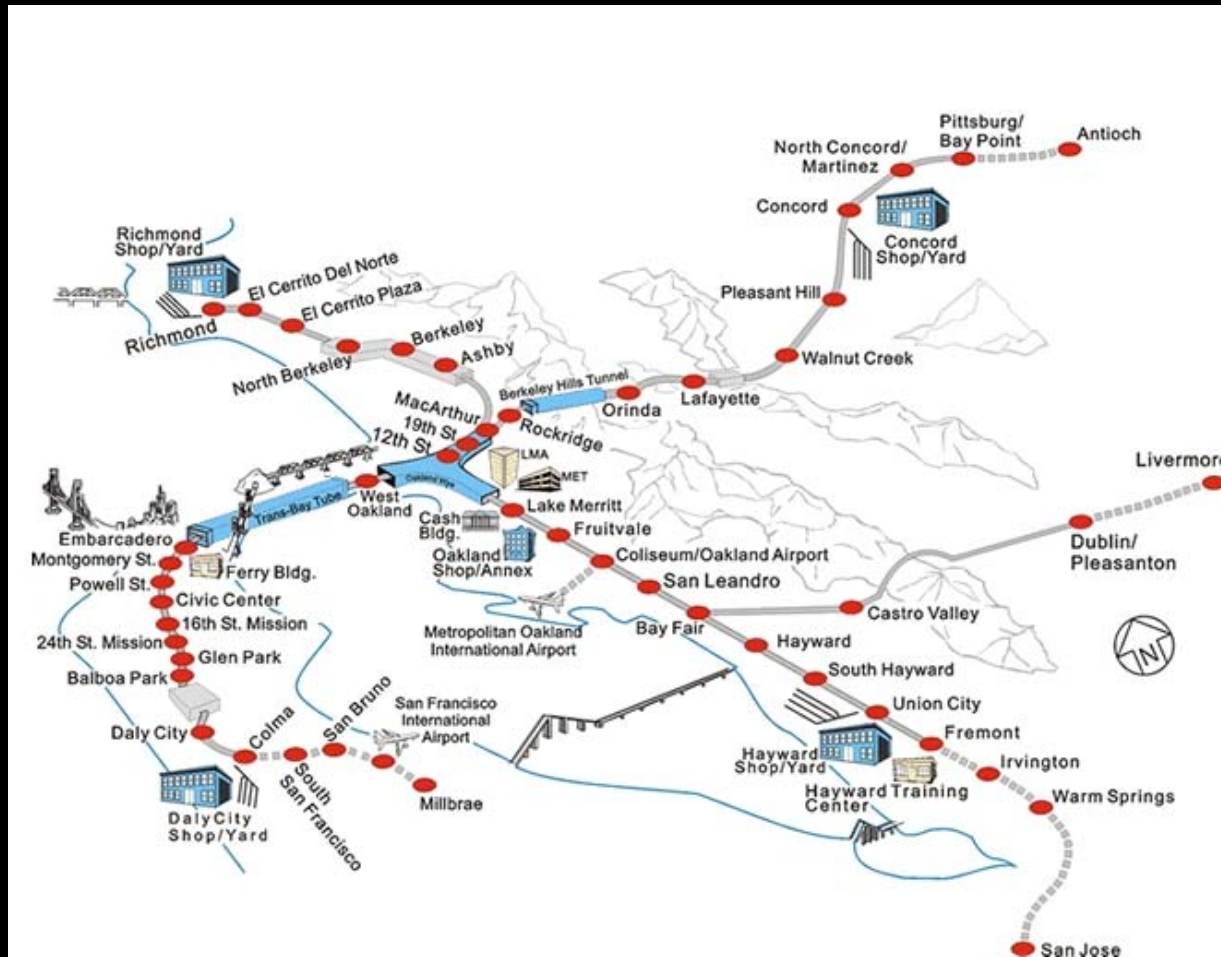 Pittsburg/
Bay Point
Antioch
North Concord/
Martinez
Concord
Concord
Shop/Yard
Richmond
Shop/Yard
El Cerrito Del Norte
El Cerrito Plaza
Richmond
Berkeley
North Berkeley
Ashby
Pleasant Hill
Walnut Creek
Berkeley Hills Tunnel
Orinda
Lafayette
MacArthur
Rockridge
19th St
12th St
LMA
MET
Oakland Wye
West
Oakland
Trans-Bay Tube
Livermore
Lake Merritt
Cash
Bldg.
Fruitvale
Oakland
Shop/Annex
Coliseum/Oakland Airport
Dublin/
Pleasanton
Embarcadero
Montgomery St.
Ferry Bldg.
Powell St.
San Leandro
Civic Center
Castro Valley
16th St. Mission
Bay Fair
Metropolitan Oakland
International Airport
24th St. Mission
Hayward
Glen Park
Balboa Park
South Hayward
N
San Francisco
International
Airport
Union City
Daly City
Colma
San Bruno
Fremont
South
San Francisco
Millbrae
Hayward
Shop/Yard
Irvington
Hayward Training
Center
Warm Springs
DalyCity
Shop/Yard
San Jose